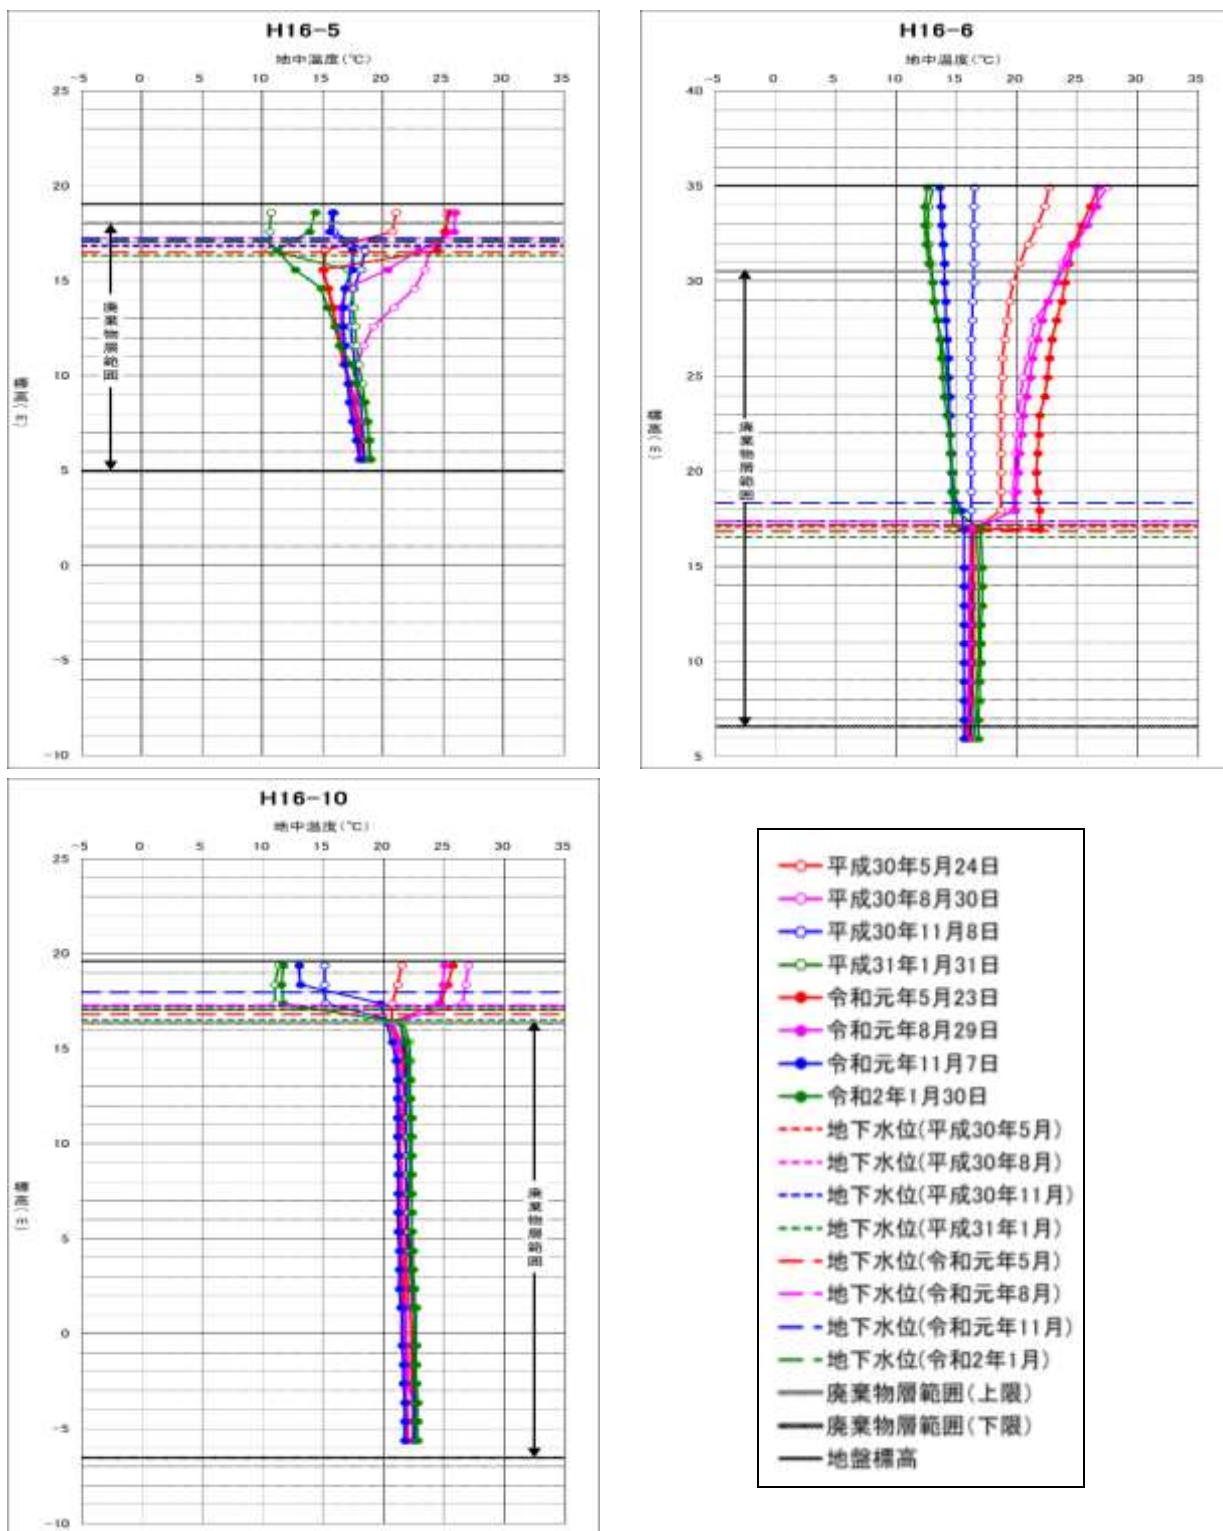 H16-5
地中温度(℃)
-5 0 5 10 15 20 25 30 35
25
20
15
10
5
0
-5
-10
標高(m)
廃棄物層範囲
H16-6
地中温度(℃)
-5 0 5 10 15 20 25 30 35
40
35
30
25
20
15
10
5
標高(m)
廃棄物層範囲
H16-10
地中温度(℃)
-5 0 5 10 15 20 25 30 35
25
20
15
10
5
0
-5
-10
標高(m)
廃棄物層範囲
平成30年5月24日
平成30年8月30日
平成30年11月8日
平成31年1月31日
令和元年5月23日
令和元年8月29日
令和元年11月7日
令和2年1月30日
地下水位(平成30年5月)
地下水位(平成30年8月)
地下水位(平成30年11月)
地下水位(平成31年1月)
地下水位(令和元年5月)
地下水位(令和元年8月)
地下水位(令和元年11月)
地下水位(令和2年1月)
廃棄物層範囲(上限)
廃棄物層範囲(下限)
地盤標高